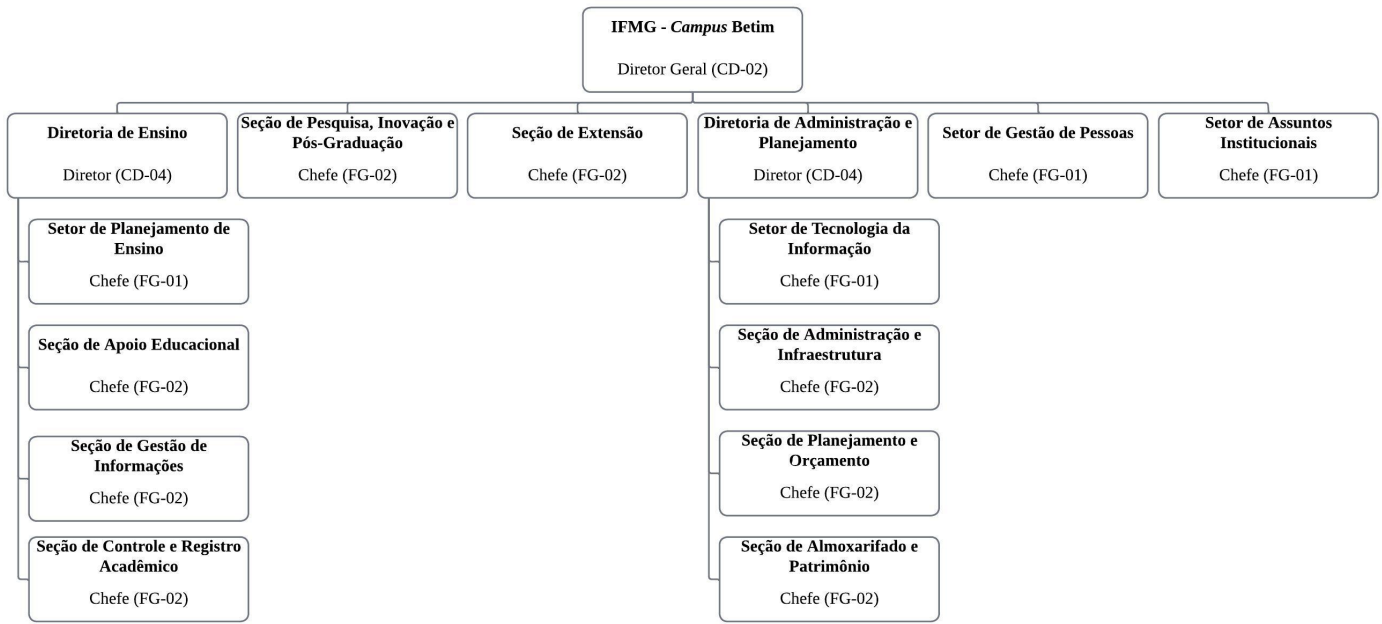 IFMG - Campus Betim
Diretor Geral (CD-02)
Diretoria de Ensino
Diretor (CD-04)
Seção de Pesquisa, Inovação e
Pós-Graduação
Chefe (FG-02)
Seção de Extensão
Chefe (FG-02)
Diretoria de Administração e
Planejamento
Diretor (CD-04)
Setor de Gestão de Pessoas
Chefe (FG-01)
Setor de Assuntos
Institucionais
Chefe (FG-01)
Setor de Planejamento de
Ensino
Chefe (FG-01)
Seção de Apoio Educacional
Chefe (FG-02)
Seção de Gestão de
Informações
Chefe (FG-02)
Seção de Controle e Registro
Acadêmico
Chefe (FG-02)
Setor de Tecnologia da
Informação
Chefe (FG-01)
Seção de Administração e
Infraestrutura
Chefe (FG-02)
Seção de Planejamento e
Orçamento
Chefe (FG-02)
Seção de Almoxarifado e
Patrimônio
Chefe (FG-02)